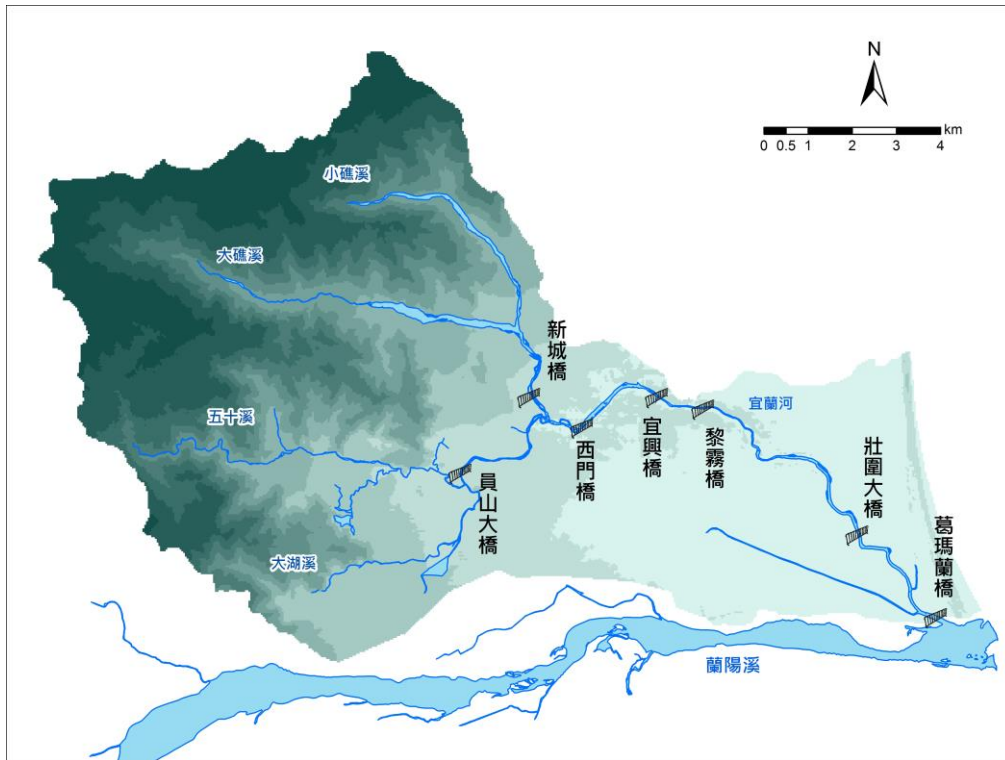 N
km
0 0.5 1 2 3 4
小礁溪
大礁溪
新城橋
五十溪
員山大橋
西門橋
宜興橋
黎霧橋
宜蘭河
壯圍大橋
葛瑪蘭橋
大湖溪
蘭陽溪